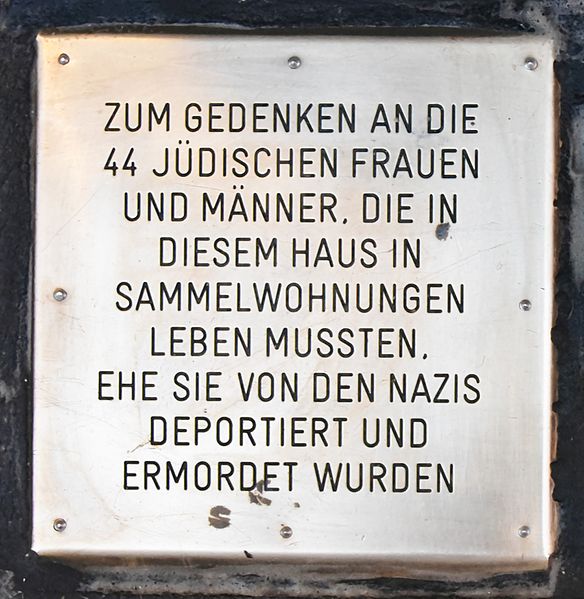 ZUM GEDENKEN AN DIE
44 JÜDISCHEN FRAUEN
UND MÄNNER, DIE IN
DIESEM HAUS IN
SAMMELWOHNUNGEN
LEBEN MUSSTEN,
EHE SIE VON DEN NAZIS
DEPORTIERT UND
ERMORDET WURDEN